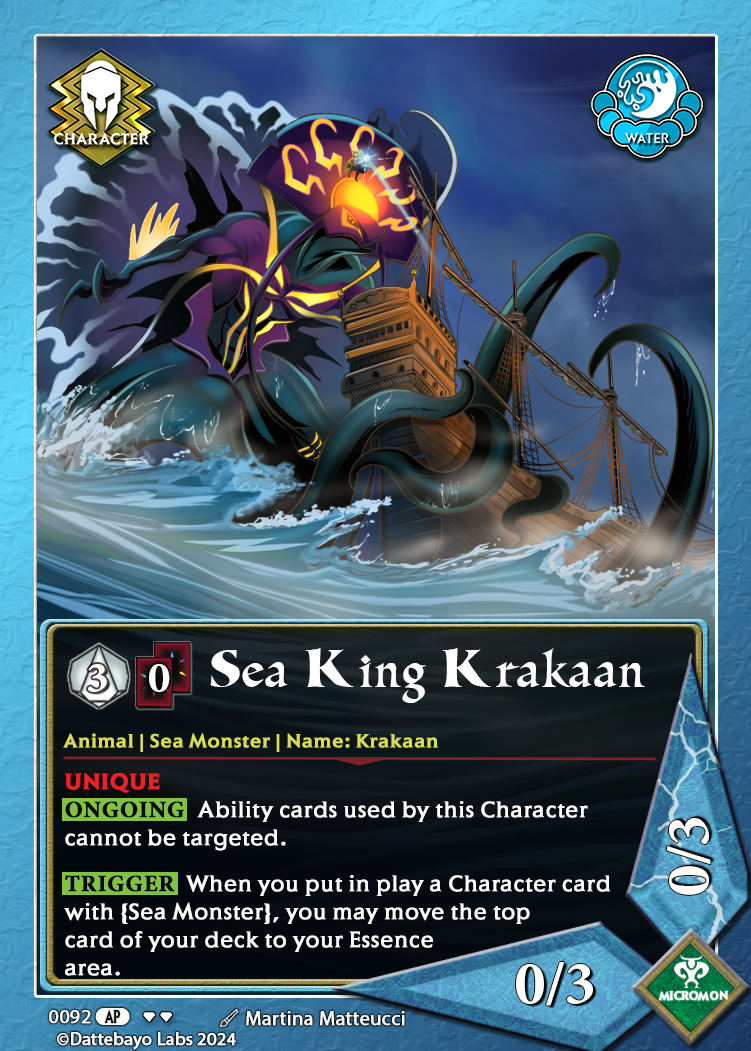 CHARACTER
WATER
3 0 Sea King Krakaan
Animal | Sea Monster | Name: Krakaan
UNIQUE
ONGOING Ability cards used by this Character
cannot be targeted.
TRIGGER When you put in play a Character card
with {Sea Monster}, you may move the top
card of your deck to your Essence
area.
0/3
0/3
MICROMON
0092 AP Martina Matteucci
©Dattebayo Labs 2024